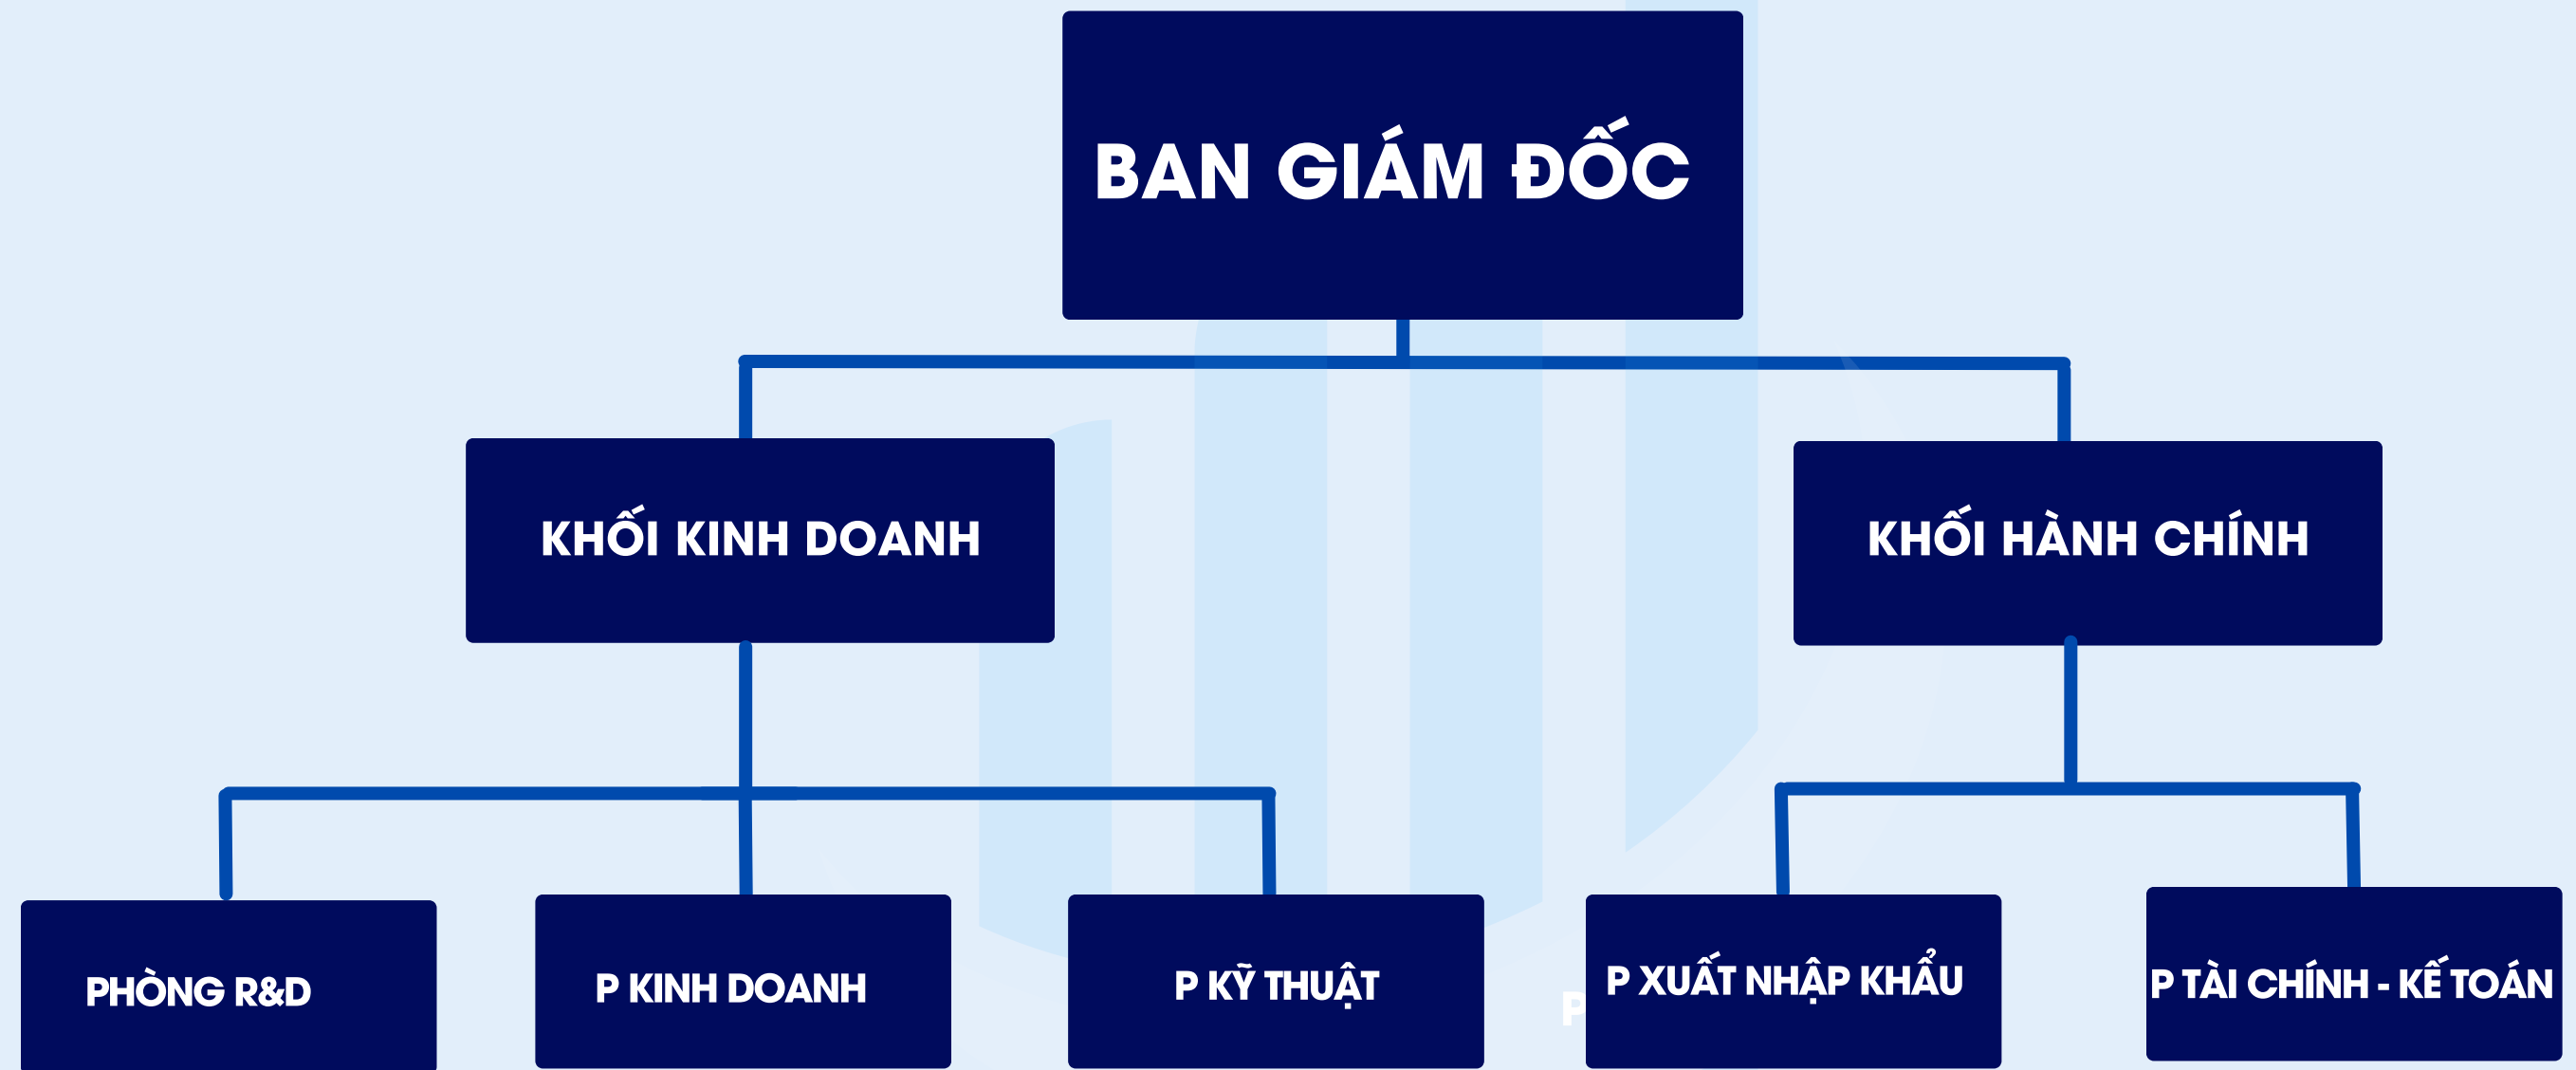 BAN GIÁM ĐỐC
KHỐI KINH DOANH
KHỐI HÀNH CHÍNH
PHÒNG R&D
P KINH DOANH
P KỸ THUẬT
P XUẤT NHẬP KHẨU
P TÀI CHÍNH - KẾ TOÁN